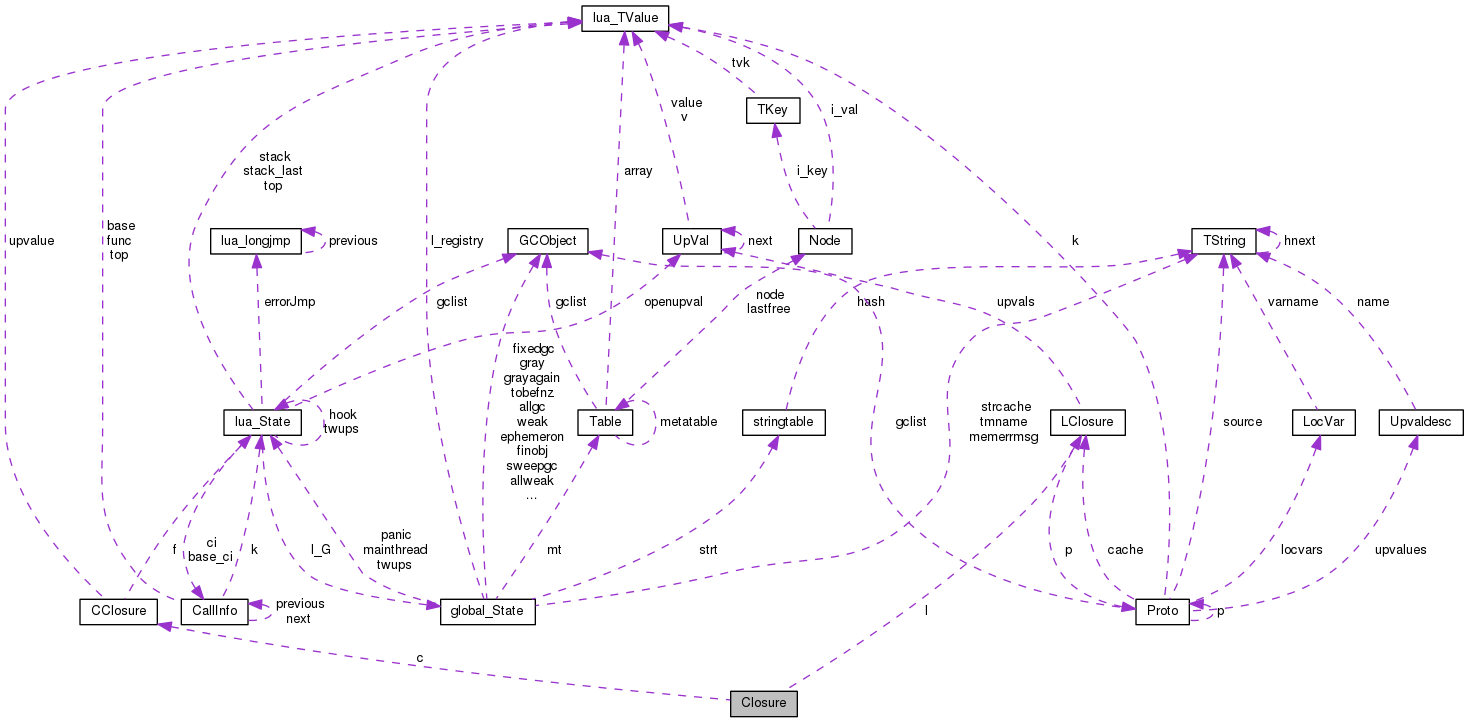 lua_TValue
tvk
TKey
value
v
i_val
stack
stack_last
top
array
i_key
upvalue
base
func
top
lua_longjmp
previous
l_registry
GCObject
UpVal
next
Node
k
TString
hnext
errorJmp
gclist
gclist
openupval
node
lastfree
hash
upvals
varname
name
fixedgc
gray
grayagain
tobefnz
allgc
weak
ephemeron
finobj
sweepgc
allweak
...
lua_State
hook
twups
Table
metatable
stringtable
gclist
strcache
tmname
memerrmsg
LClosure
source
LocVar
Upvaldesc
f
ci
base_ci
k
l_G
panic
mainthread
twups
mt
strt
p
cache
locvars
upvalues
CClosure
CallInfo
previous
next
global_State
l
Proto
p
c
Closure